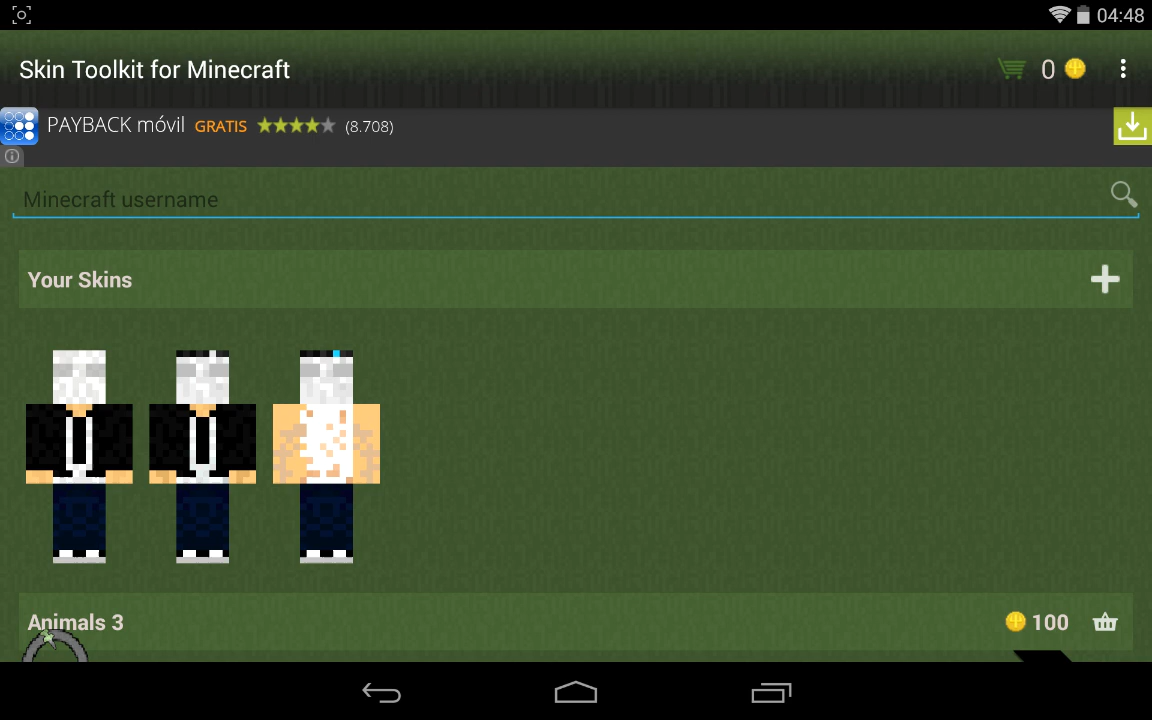 04:48
Skin Toolkit for Minecraft
0
PAYBACK móvil GRATIS (8.708)
Minecraft username
Your Skins
Animals 3
100